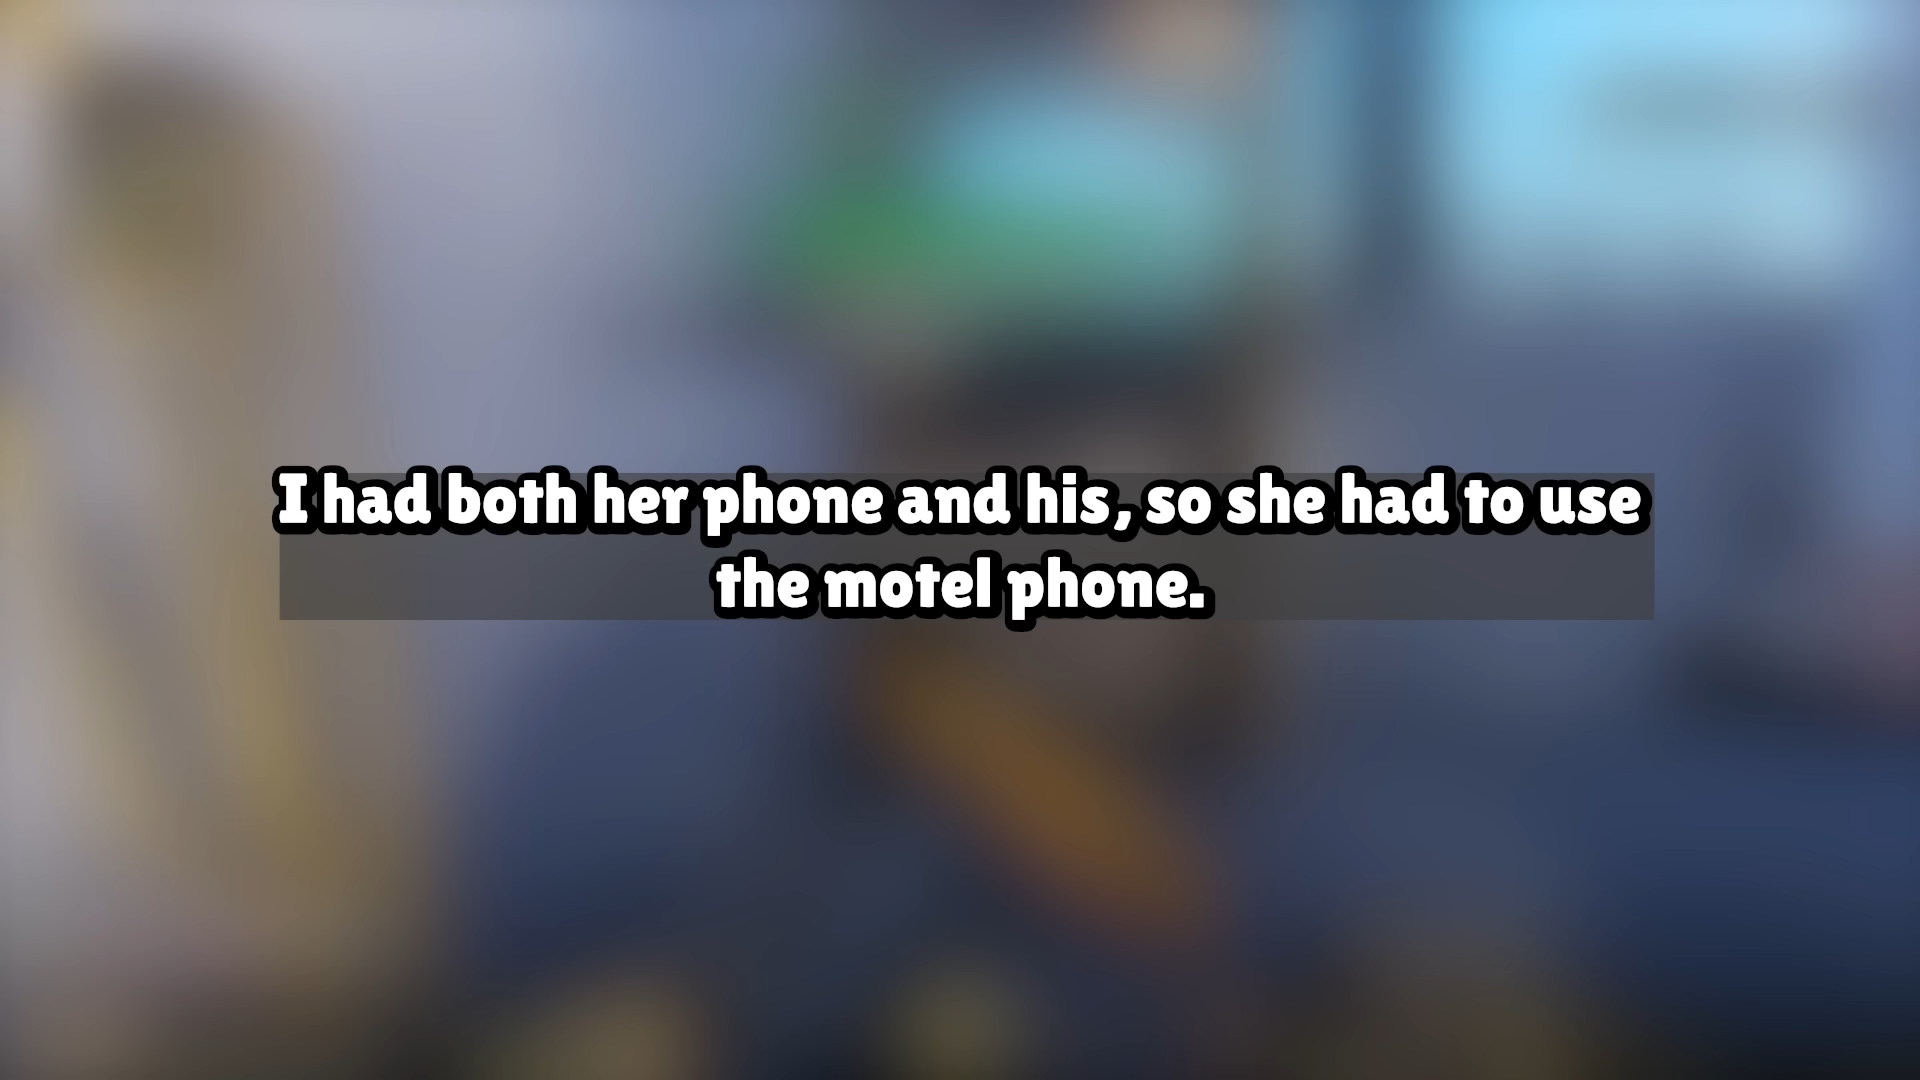 I had both her phone and his, so she had to use
the motel phone.